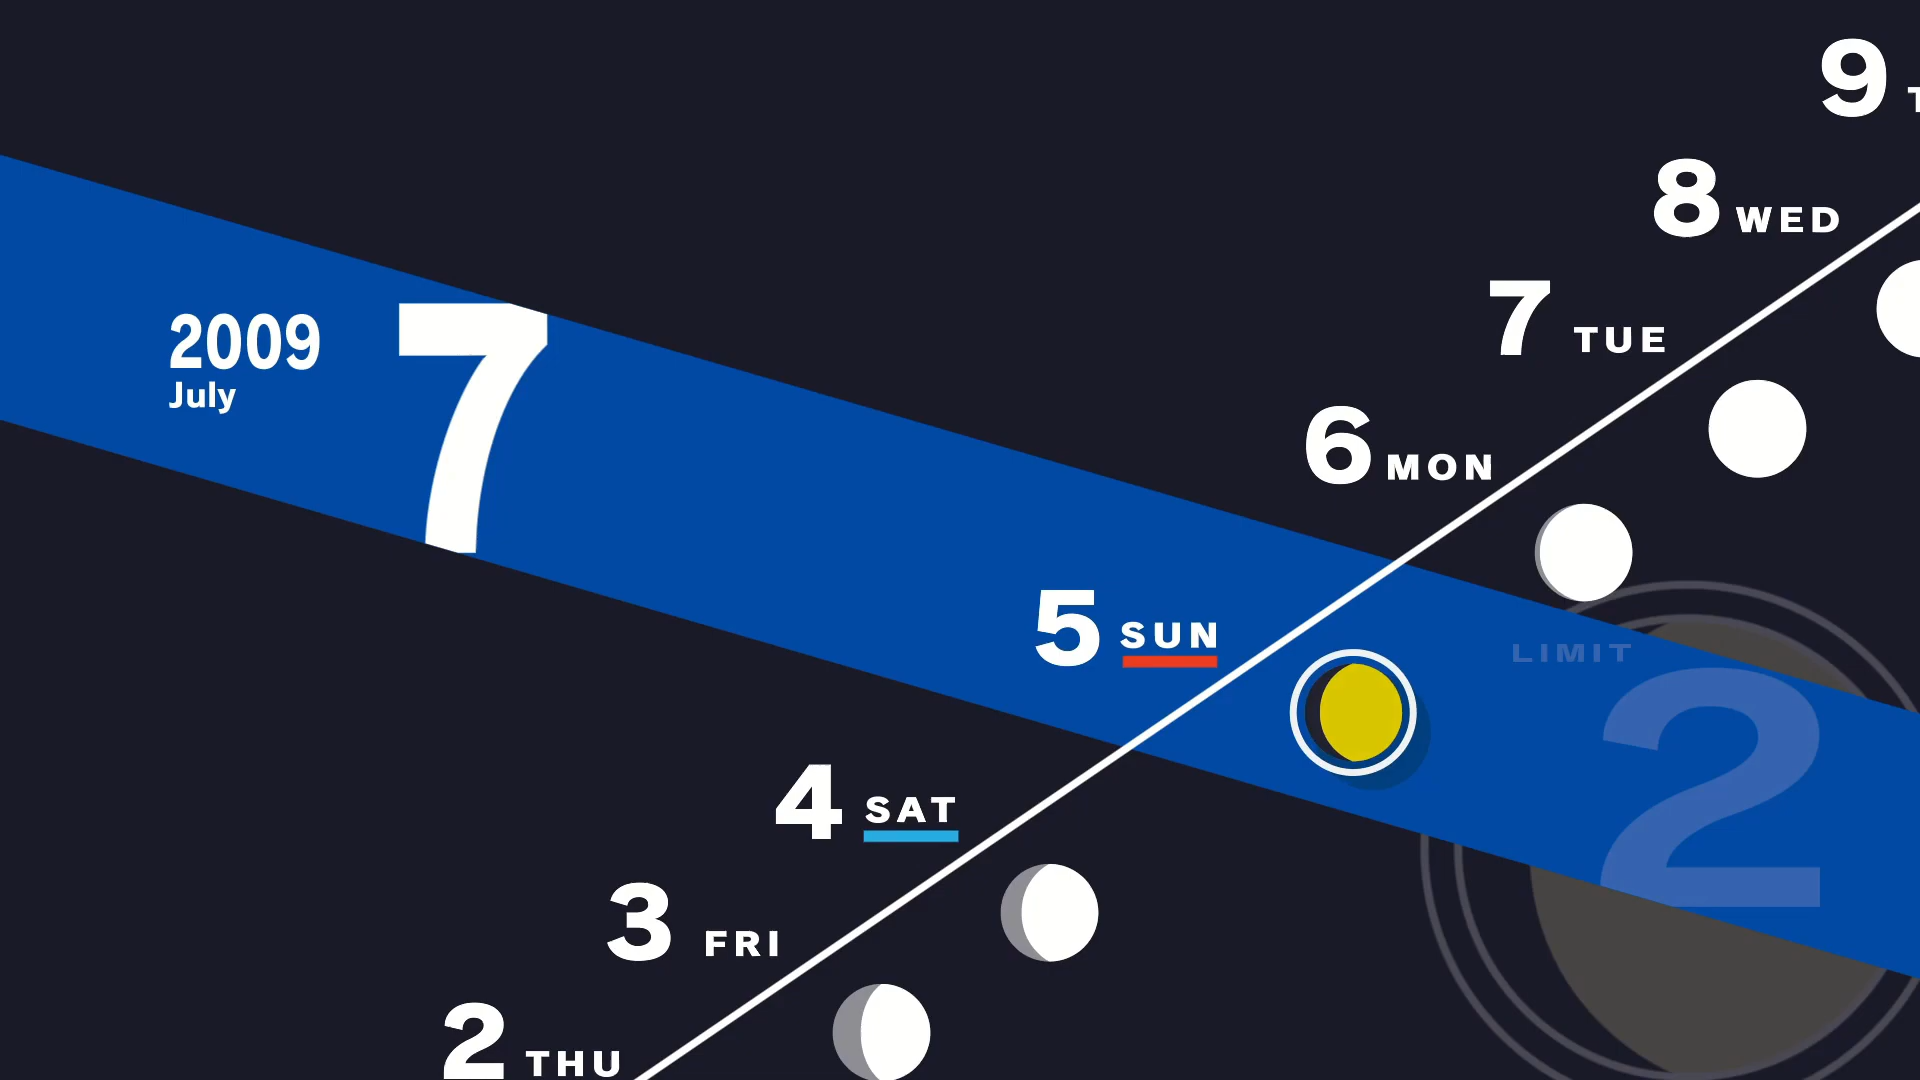 9 T
8 WED
7 TUE
6 MON
2009
July
7
5 SUN
LIMIT
2
4 SAT
3 FRI
2 THU